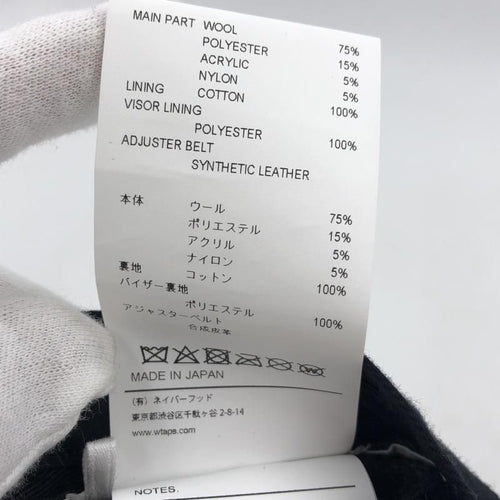 MAIN PART WOOL 75%
POLYESTER 15%
ACRYLIC 5%
NYLON 5%
LINING COTTON 100%
VISOR LINING
POLYESTER 100%
ADJUSTER BELT
SYNTHETIC LEATHER
本体 ウール 75%
ポリエステル 15%
アクリル 5%
ナイロン 5%
裏地 コットン 100%
バイザー裏地
ポリエステル 100%
アジャスターベルト
合成皮革
MADE IN JAPAN
(有) ネイバーフッド
東京都渋谷区千駄ヶ谷 2-8-14
www.wtaps.com
NOTES.